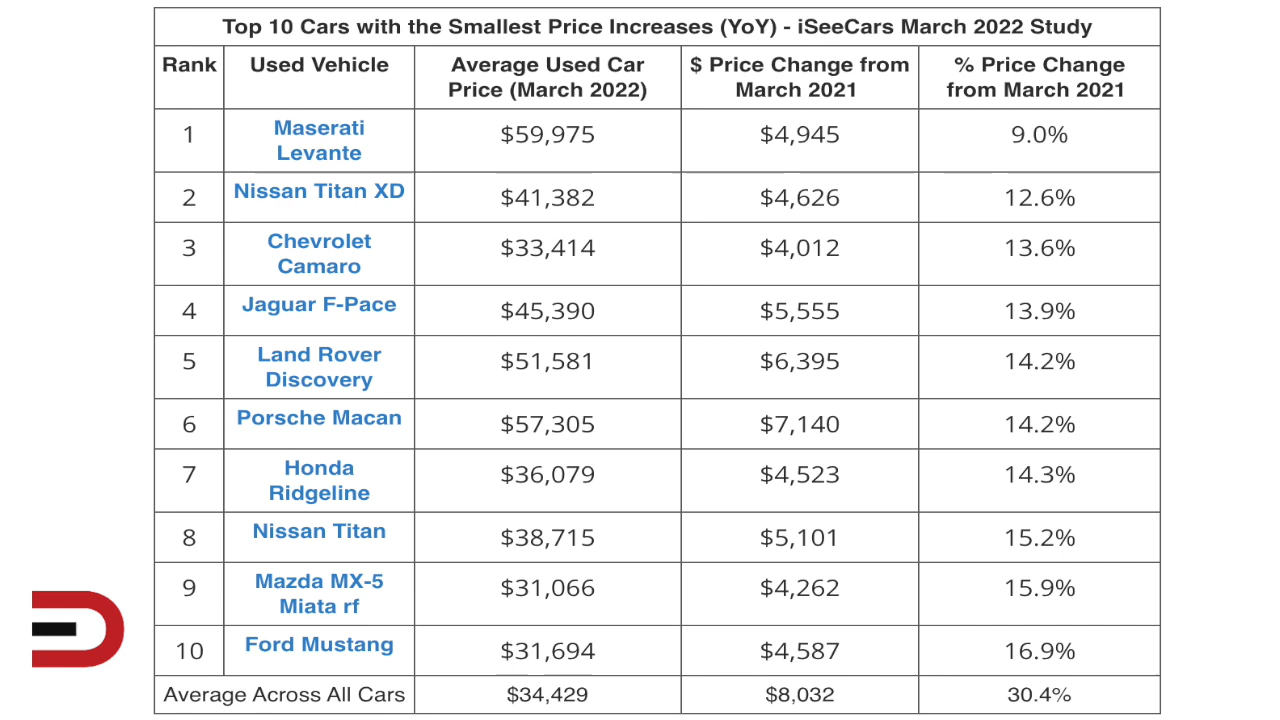 Top 10 Cars with the Smallest Price Increases (YoY) - iSeeCars March 2022 Study
Rank Used Vehicle Average Used Car Price (March 2022) $ Price Change from March 2021 % Price Change from March 2021
1 Maserati Levante $59,975 $4,945 9.0%
2 Nissan Titan XD $41,382 $4,626 12.6%
3 Chevrolet Camaro $33,414 $4,012 13.6%
4 Jaguar F-Pace $45,390 $5,555 13.9%
5 Land Rover Discovery $51,581 $6,395 14.2%
6 Porsche Macan $57,305 $7,140 14.2%
7 Honda Ridgeline $36,079 $4,523 14.3%
8 Nissan Titan $38,715 $5,101 15.2%
9 Mazda MX-5 Miata rf $31,066 $4,262 15.9%
10 Ford Mustang $31,694 $4,587 16.9%
Average Across All Cars $34,429 $8,032 30.4%